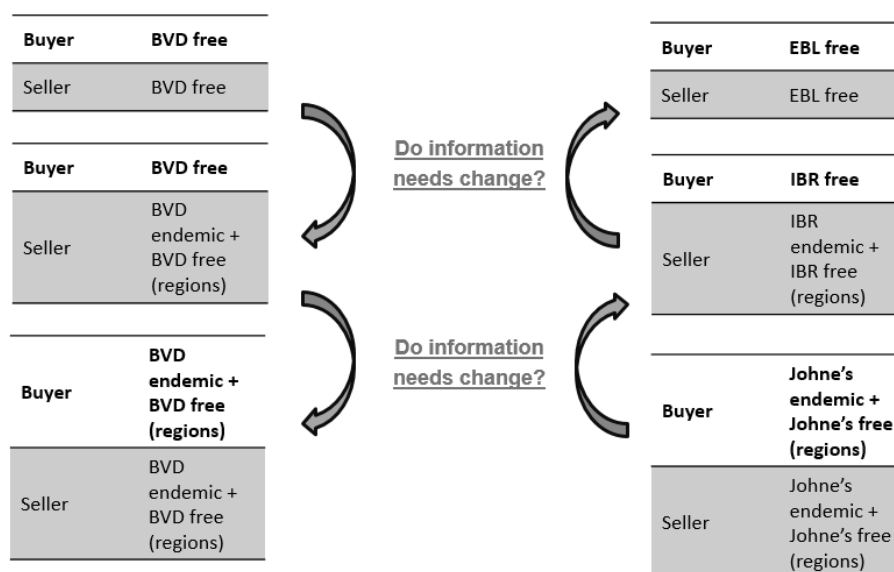 Buyer BVD free
Seller BVD free
Buyer BVD free
Seller BVD
endemic +
BVD free
(regions)
Buyer BVD
endemic +
BVD free
(regions)
Seller BVD
endemic +
BVD free
(regions)
Do information
needs change?
Do information
needs change?
Buyer EBL free
Seller EBL free
Buyer IBR free
Seller IBR
endemic +
IBR free
(regions)
Buyer Johne's
endemic +
Johne's free
(regions)
Seller Johne's
endemic +
Johne's free
(regions)